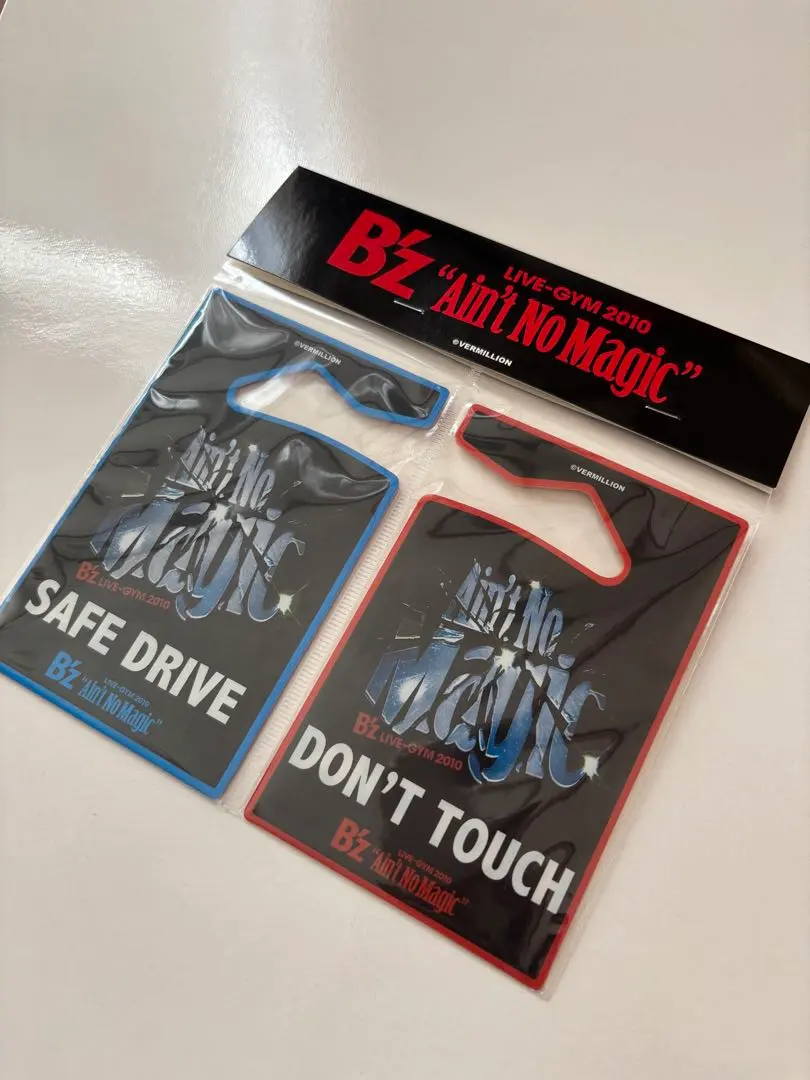 B'z
LIVE-GYM 2010
“Ain't No Magic”
©VERMILLION
©VERMILLION
Ain't No
Magic
B'z LIVE-GYM 2010
SAFE DRIVE
B'z
LIVE-GYM 2010
“Ain't No Magic”
©VERMILLION
Ain't No
Magic
B'z LIVE-GYM 2010
DON'T TOUCH
B'z
LIVE-GYM 2010
“Ain't No Magic”